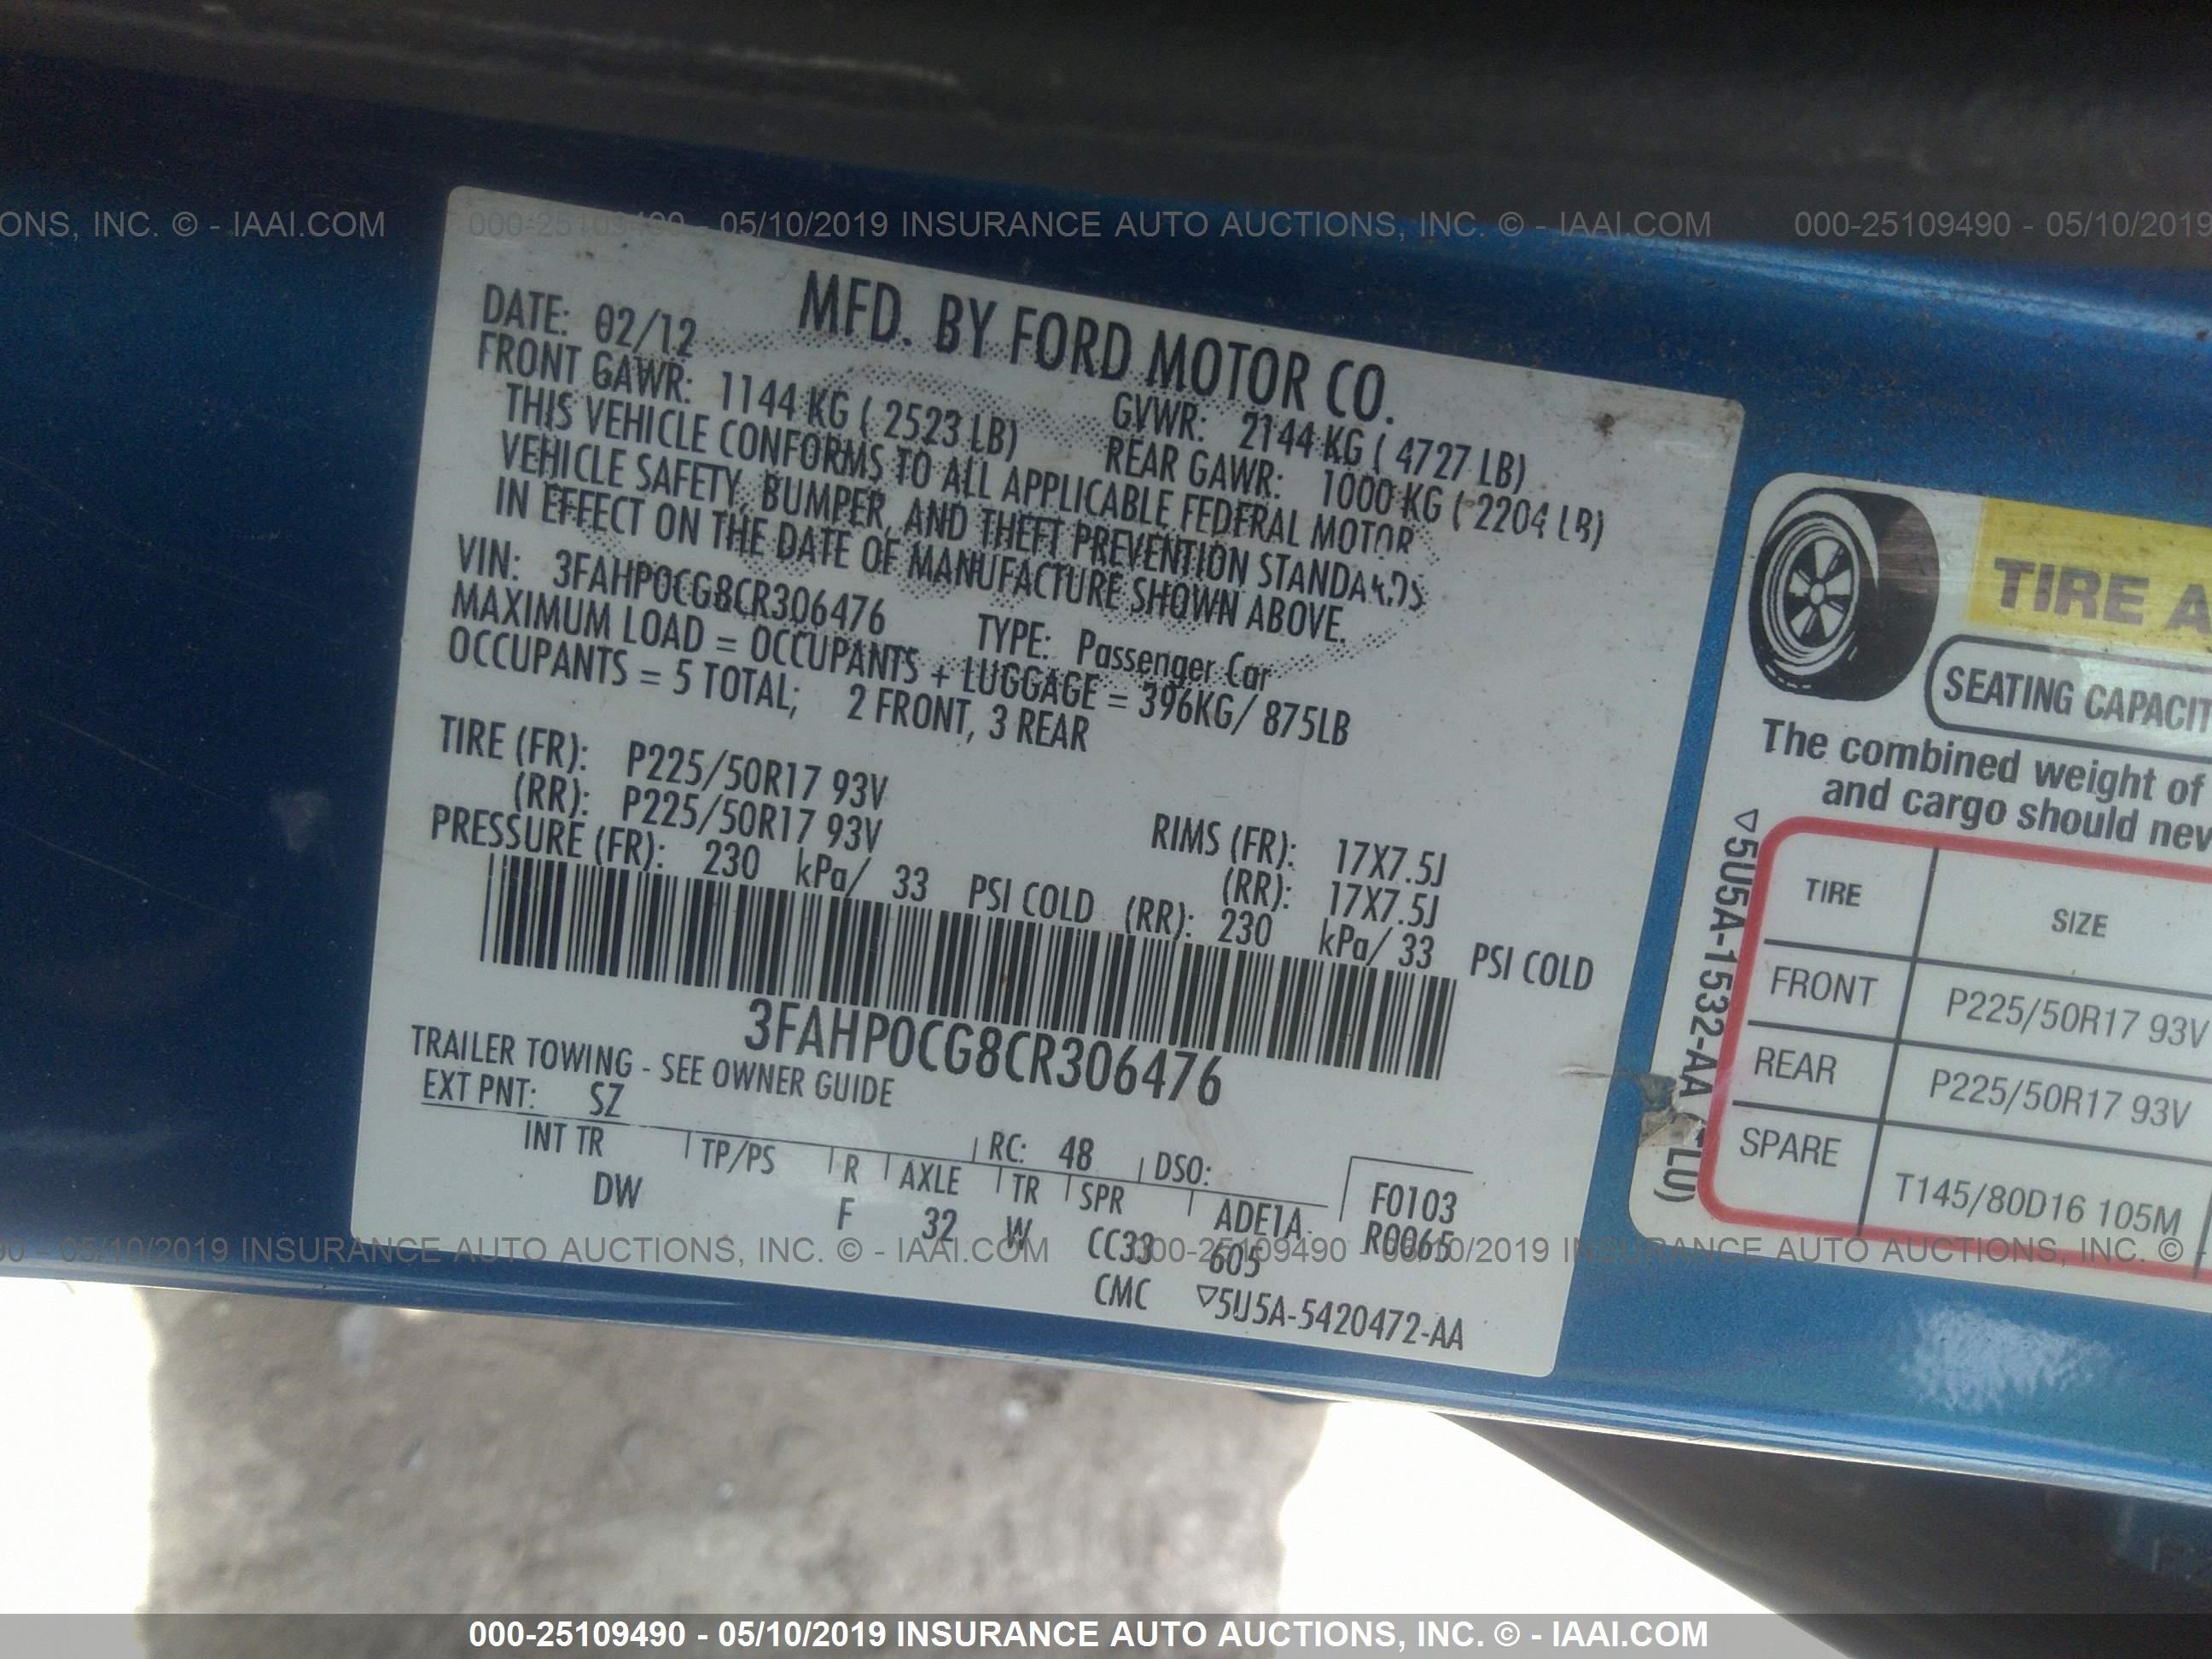 ONS, INC. © - IAAI.COM 000-25109490 - 05/10/2019 INSURANCE AUTO AUCTIONS, INC. © - IAAI.COM 000-25109490 - 05/10/2019
MFD. BY FORD MOTOR CO.
DATE: 02/12 GVWR: 2144 KG ( 4727 LB)
FRONT GAWR: 1144 KG ( 2523 LB) REAR GAWR: 1000 KG ( 2204 LB)
THIS VEHICLE CONFORMS TO ALL APPLICABLE FEDERAL MOTOR
VEHICLE SAFETY, BUMPER, AND THEFT PREVENTION STANDARDS
IN EFFECT ON THE DATE OF MANUFACTURE SHOWN ABOVE.
VIN: 3FAHP0CG8CR306476 TYPE: Passenger Car
MAXIMUM LOAD = OCCUPANTS + LUGGAGE = 396KG/ 875LB
OCCUPANTS = 5 TOTAL; 2 FRONT, 3 REAR
TIRE (FR): P225/50R17 93V RIMS (FR): 17X7.5J
(RR): P225/50R17 93V (RR): 17X7.5J
PRESSURE (FR): 230 kPa/ 33 PSI COLD (RR): 230 kPa/ 33 PSI COLD
3FAHP0CG8CR306476
TRAILER TOWING - SEE OWNER GUIDE
EXT PNT: SZ RC: 48 DSO: F0103
INT TR TP/PS R AXLE TR SPR ADE1A R0065
DW F 32 W CC33 605
CMC ▽5U5A-5420472-AA
TIRE A
SEATING CAPACIT
The combined weight of
and cargo should nev
▽5U5A-1532-AA LU)
TIRE SIZE
FRONT P225/50R17 93V
REAR P225/50R17 93V
SPARE T145/80D16 105M
90 - 05/10/2019 INSURANCE AUTO AUCTIONS, INC. © - IAAI.COM 000-25109490 - 05/10/2019 INSURANCE AUTO AUCTIONS, INC. ©
000-25109490 - 05/10/2019 INSURANCE AUTO AUCTIONS, INC. © - IAAI.COM